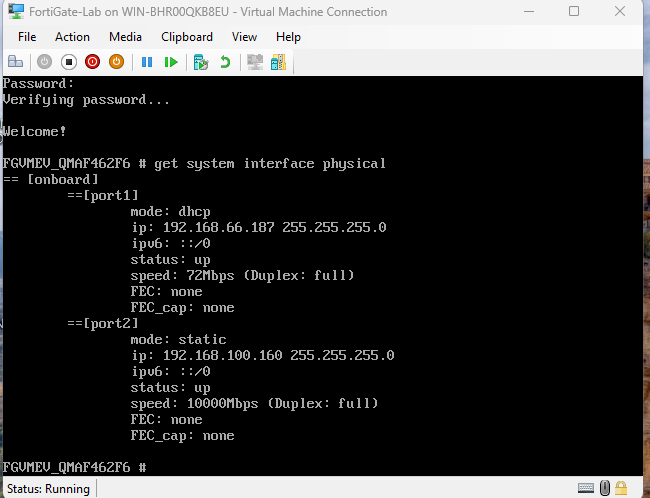 FortiGate-Lab on WIN-BHR00QKB8EU - Virtual Machine Connection
File Action Media Clipboard View Help
Password:
Verifying password...
Welcome!
FGVMEV_QMAF462F6 # get system interface physical
== [onboard]
==[port1]
mode: dhcp
ip: 192.168.66.187 255.255.255.0
ipv6: ::/0
status: up
speed: 72Mbps (Duplex: full)
FEC: none
FEC_cap: none
==[port2]
mode: static
ip: 192.168.100.160 255.255.255.0
ipv6: ::/0
status: up
speed: 10000Mbps (Duplex: full)
FEC: none
FEC_cap: none
FGVMEV_QMAF462F6 #
Status: Running